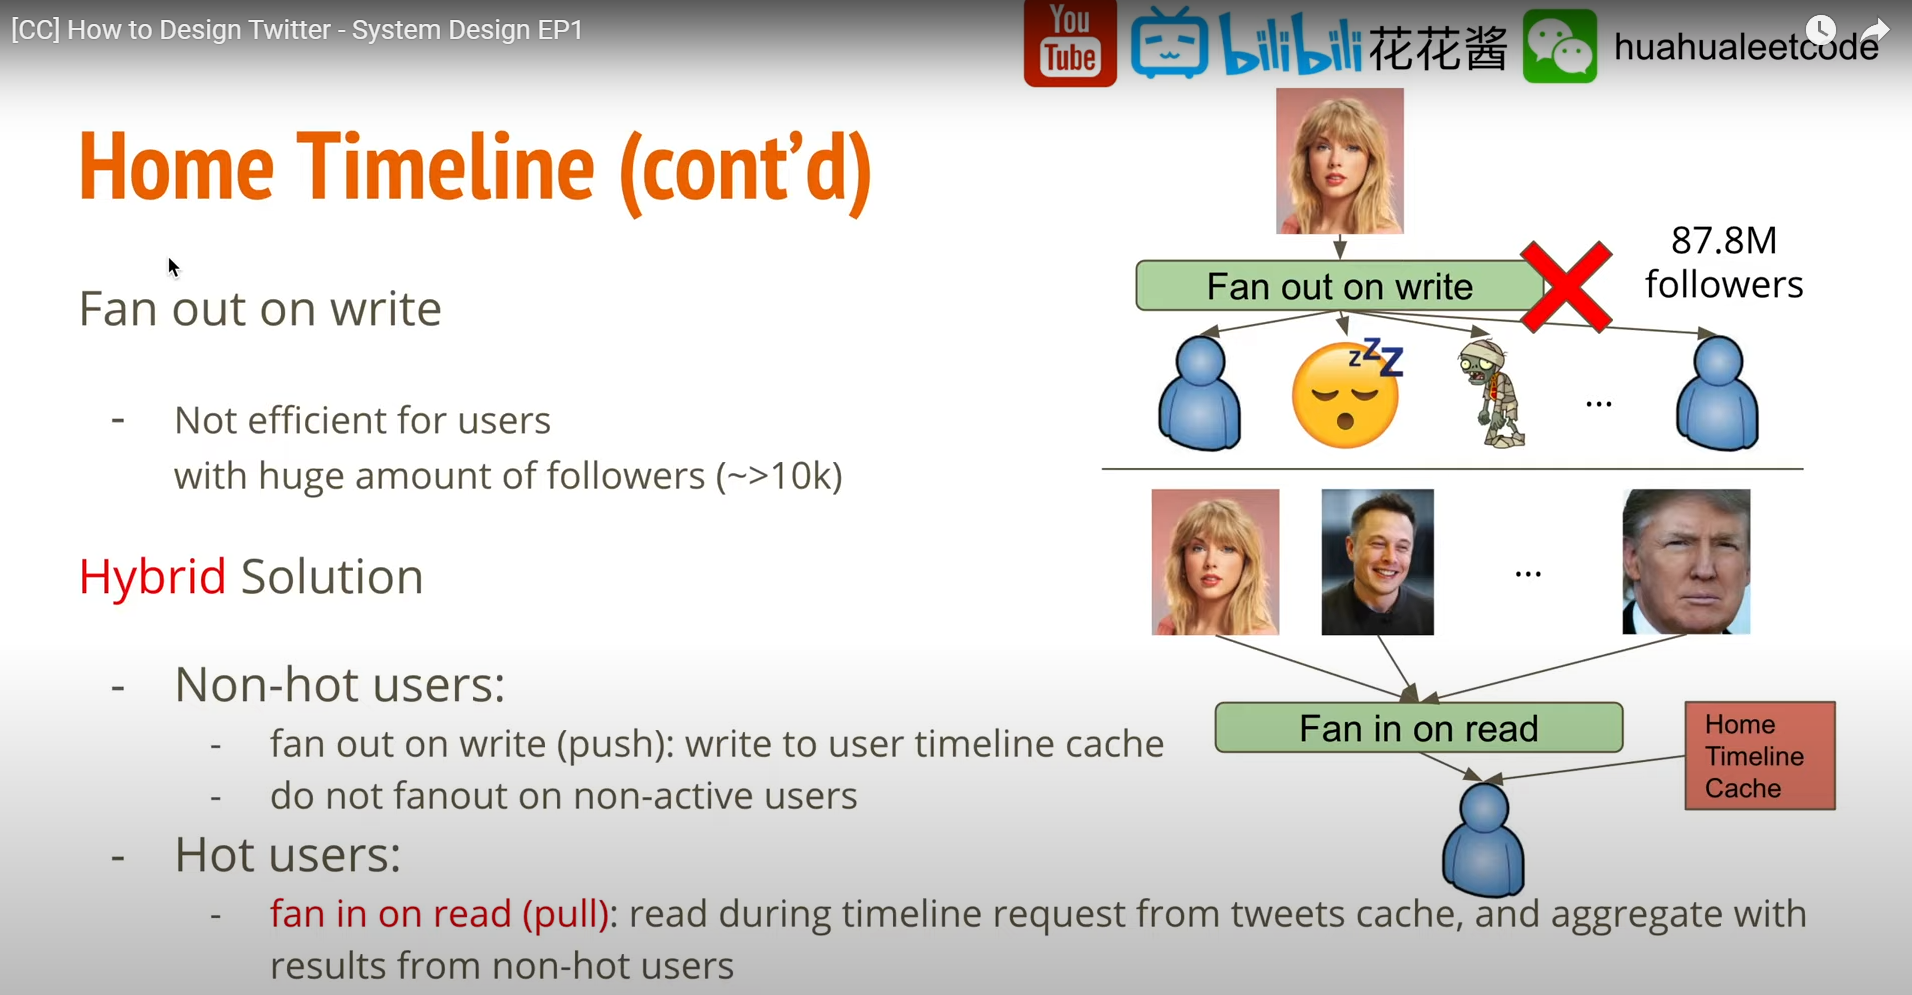 [CC] How to Design Twitter - System Design EP1
You
Tube
bilibili 花花酱
huahualeetcode
Home Timeline (cont’d)
Fan out on write
- Not efficient for users
with huge amount of followers (~>10k)
Hybrid Solution
- Non-hot users:
- fan out on write (push): write to user timeline cache
- do not fanout on non-active users
- Hot users:
- fan in on read (pull): read during timeline request from tweets cache, and aggregate with
results from non-hot users
Fan out on write
87.8M
followers
zZZ
...
...
Fan in on read
Home
Timeline
Cache